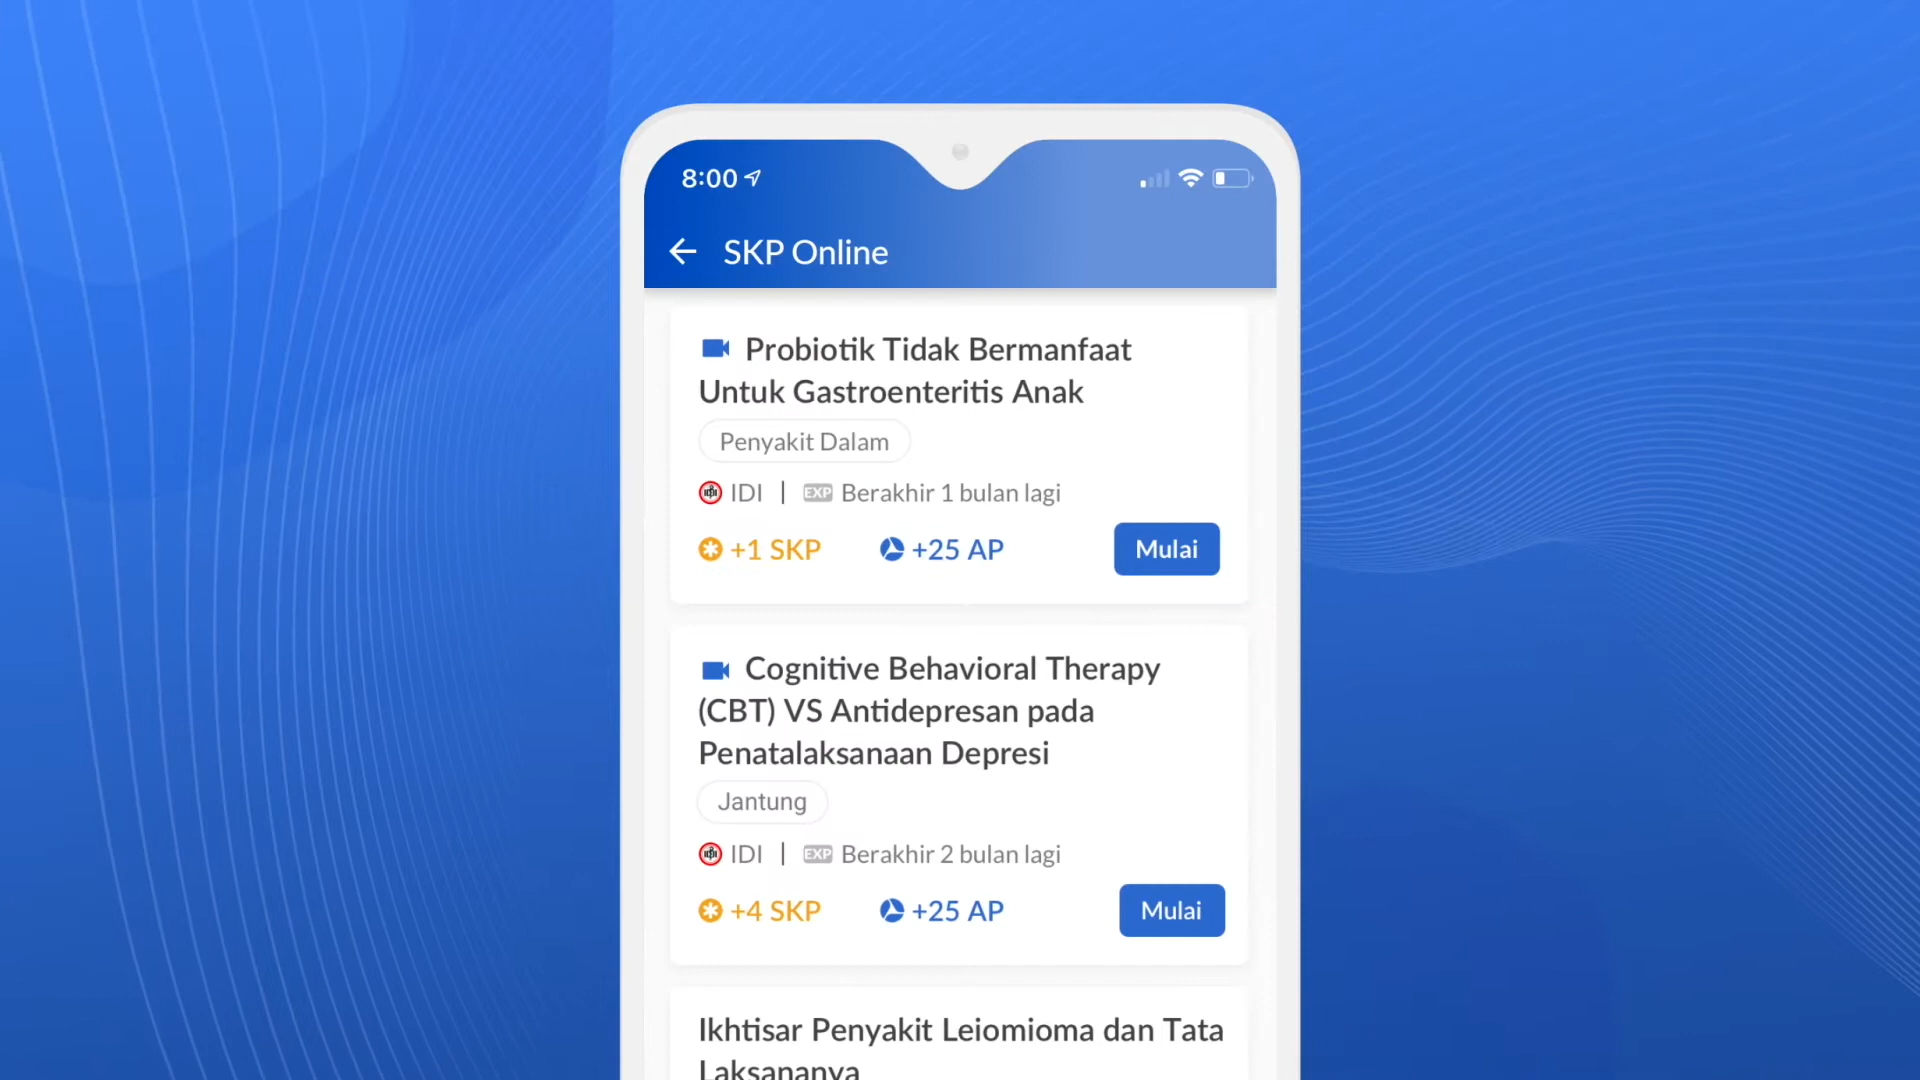 8:00
SKP Online
Probiotik Tidak Bermanfaat
Untuk Gastroenteritis Anak
Penyakit Dalam
IDI | EXP Berakhir 1 bulan lagi
+1 SKP +25 AP Mulai
Cognitive Behavioral Therapy
(CBT) VS Antidepresan pada
Penatalaksanaan Depresi
Jantung
IDI | EXP Berakhir 2 bulan lagi
+4 SKP +25 AP Mulai
Ikhtisar Penyakit Leiomioma dan Tata
Laksananya